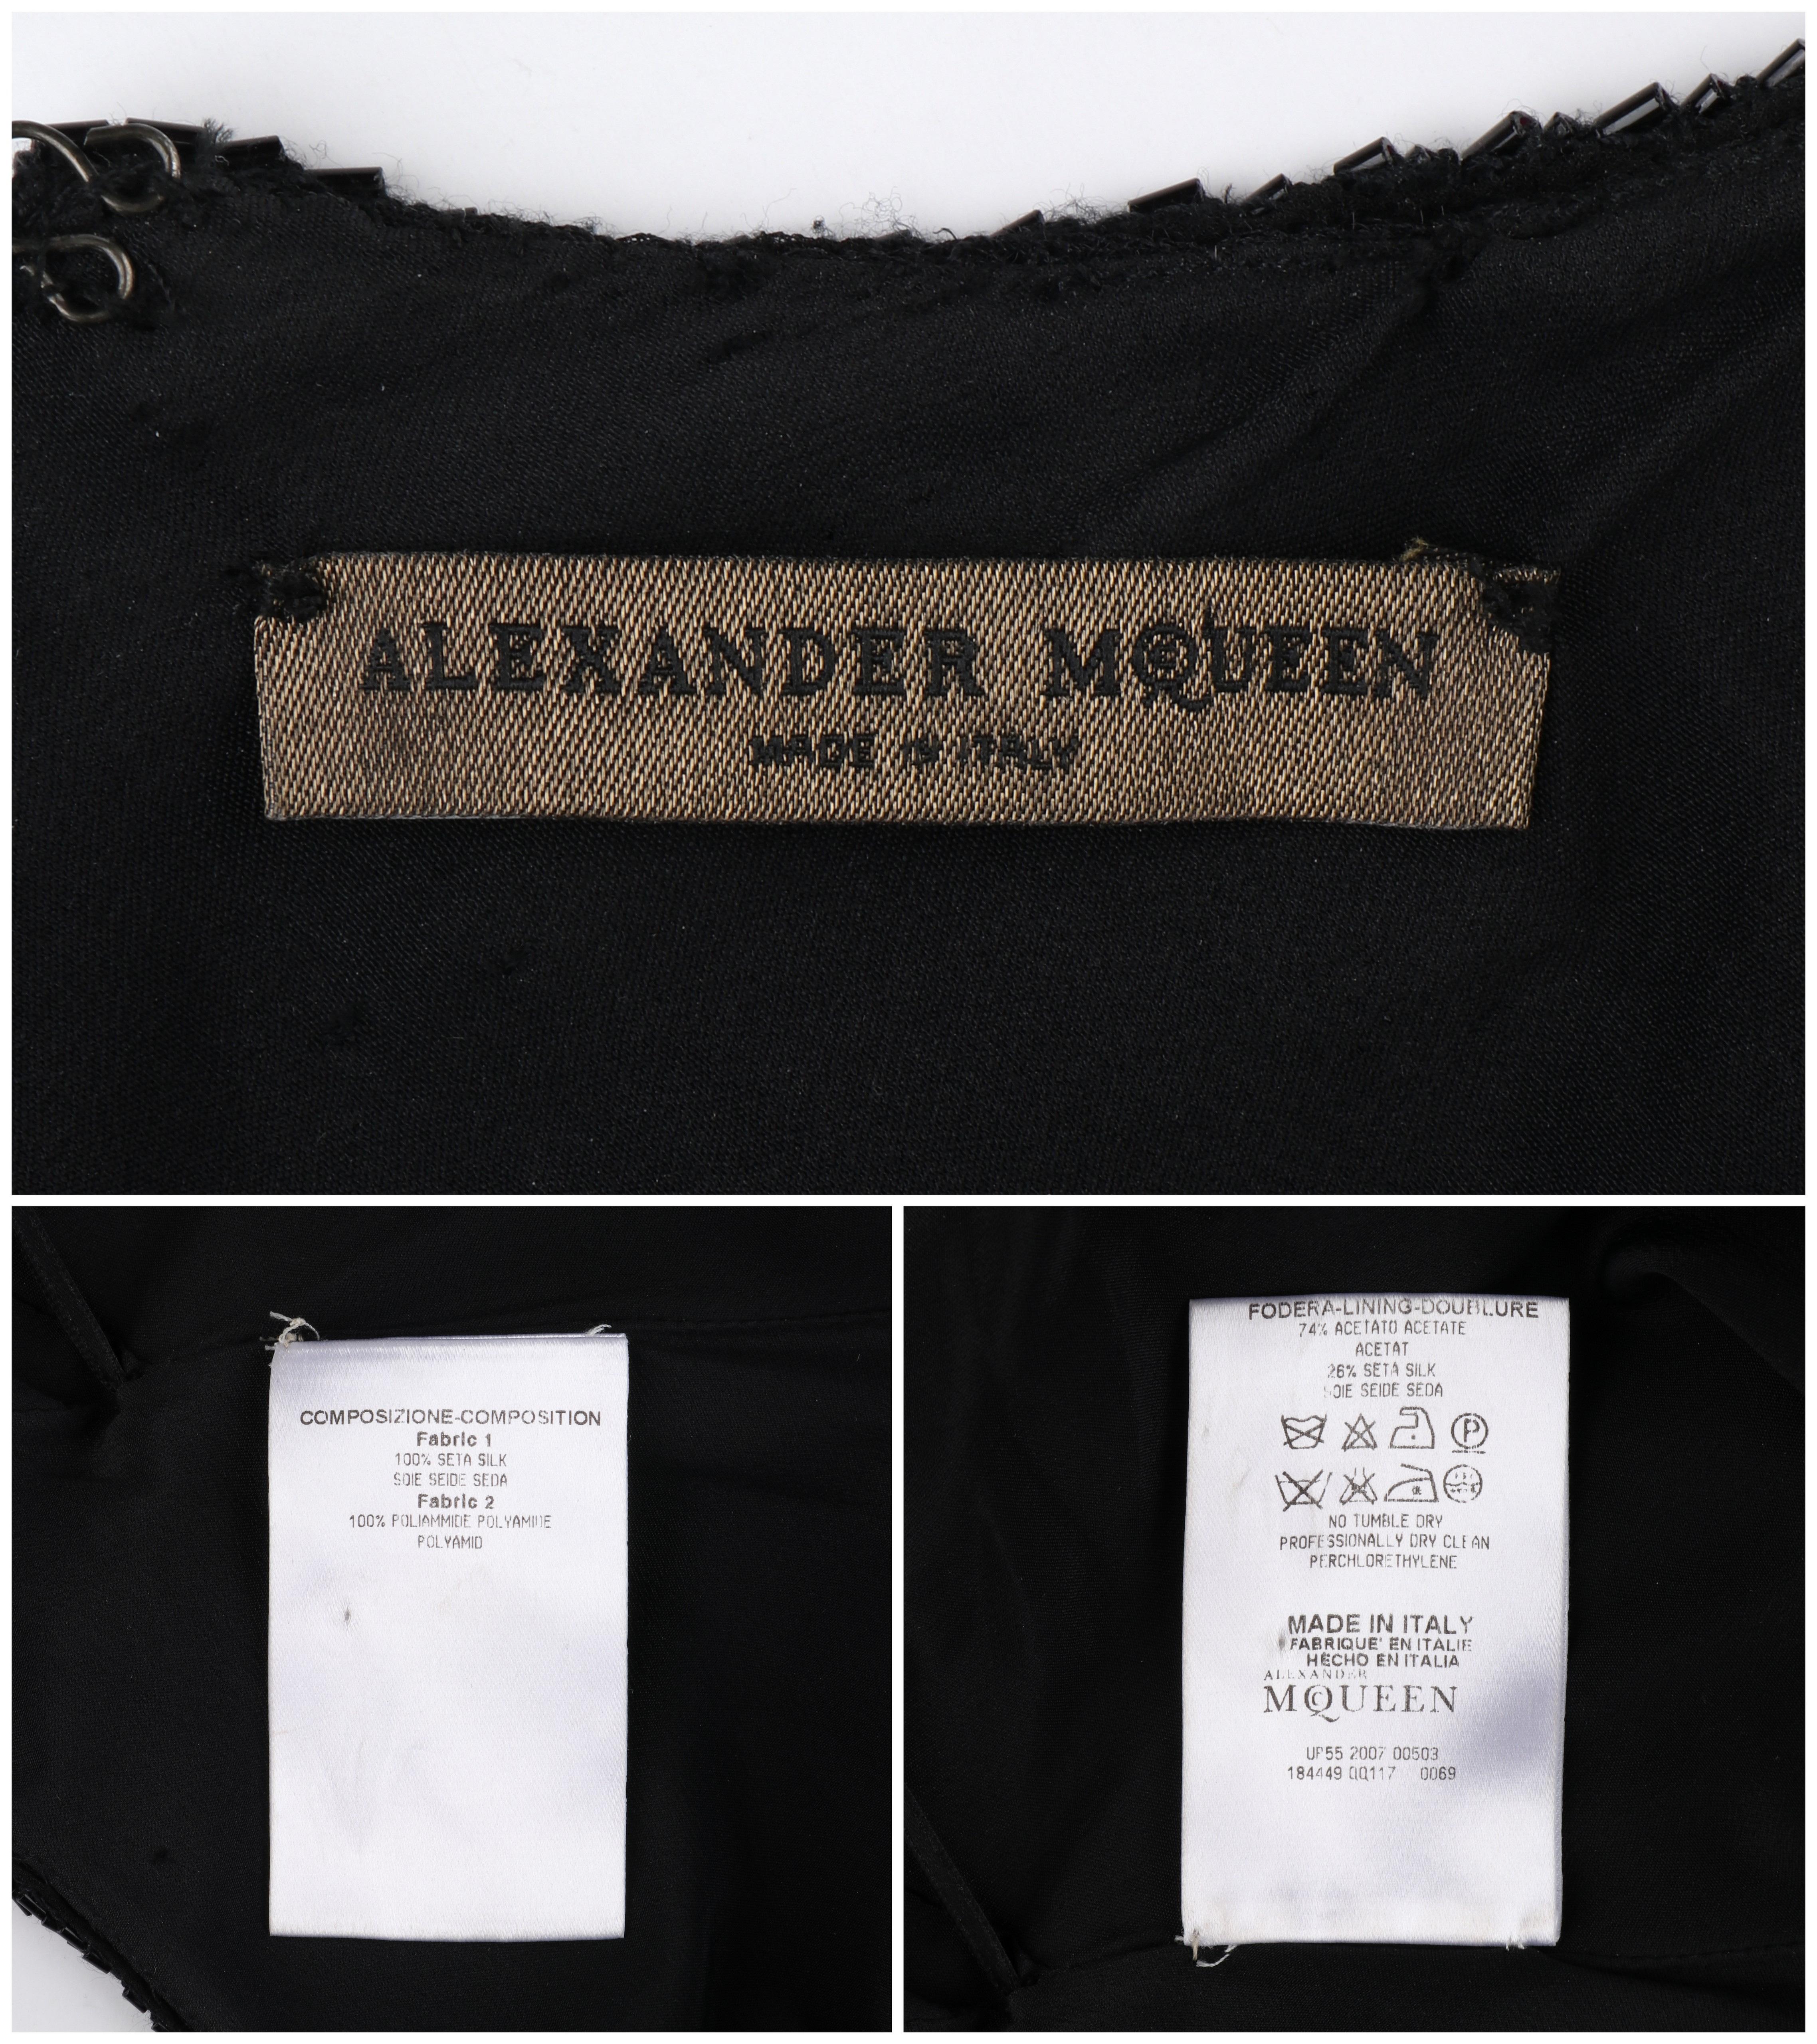 ALEXANDER MCQUEEN
MADE IN ITALY
COMPOSIZIONE-COMPOSITION
Fabric 1
100% SETA SILK
SOIE SEIDE SEDA
Fabric 2
100% POLIAMMIDE POLYAMIDE
POLYAMID
FODERA-LINING-DOUBLURE
74% ACETATO ACETATE
ACETAT
26% SETA SILK
SOIE SEIDE SEDA
P
NO TUMBLE DRY
PROFESSIONALLY DRY CLEAN
PERCHLORETHYLENE
MADE IN ITALY
FABRIQUE' EN ITALIE
HECHO EN ITALIA
ALEXANDER
MCQUEEN
UP55 2007 00503
184449 QQ117 0069